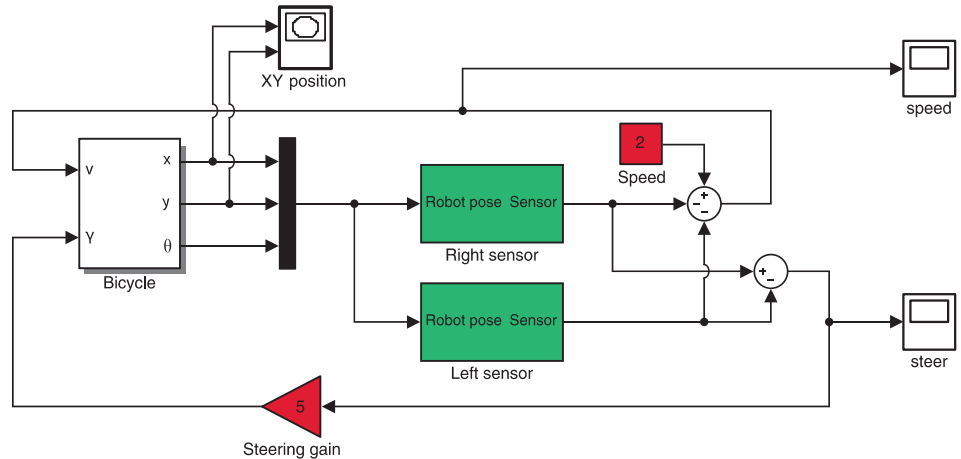 XY position
speed
2
Speed
v
x
y
γ
θ
Bicycle
Robot pose Sensor
Right sensor
+
−
−
+
−
Robot pose Sensor
Left sensor
steer
5
Steering gain